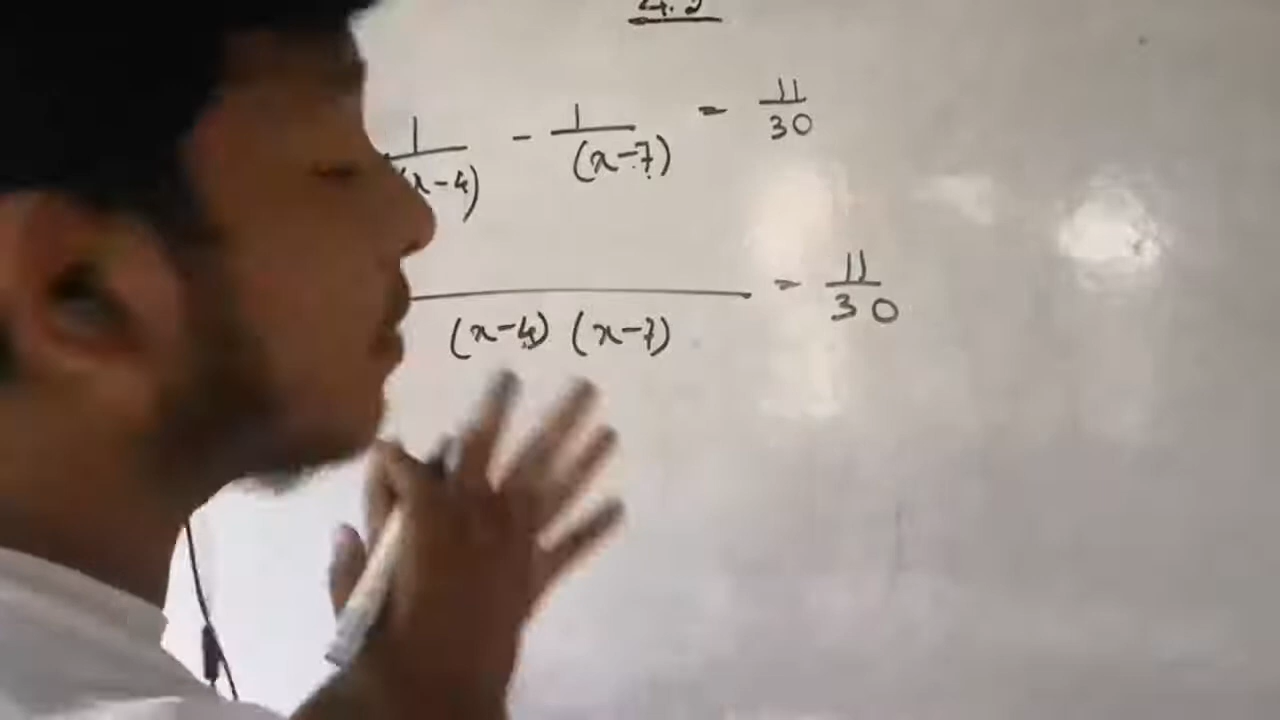 1/(x-4) - 1/(x-7) = 11/30
/(x-4) (x-7) = 11/30